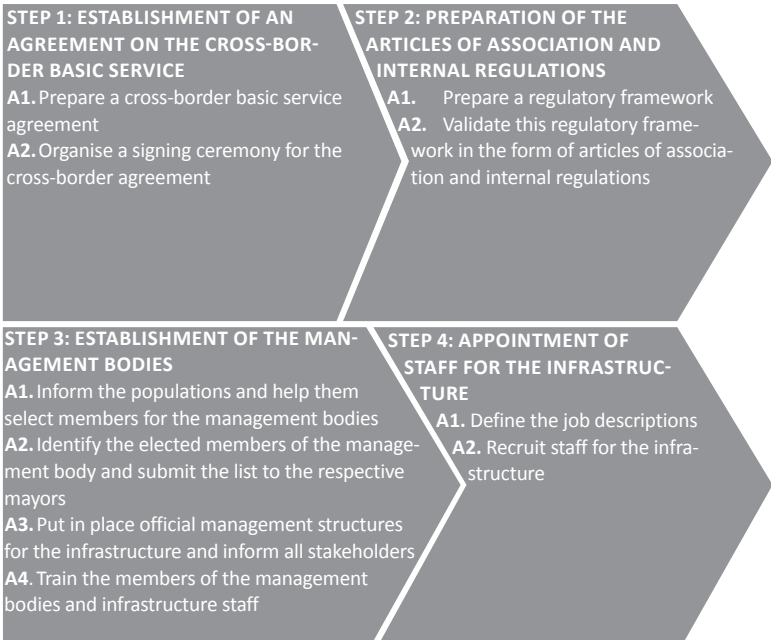 STEP 1: ESTABLISHMENT OF AN
AGREEMENT ON THE CROSS-BOR-
DER BASIC SERVICE
A1. Prepare a cross-border basic service
agreement
A2. Organise a signing ceremony for the
cross-border agreement
STEP 2: PREPARATION OF THE
ARTICLES OF ASSOCIATION AND
INTERNAL REGULATIONS
A1. Prepare a regulatory framework
A2. Validate this regulatory frame-
work in the form of articles of associa-
tion and internal regulations
STEP 3: ESTABLISHMENT OF THE MAN-
AGEMENT BODIES
A1. Inform the populations and help them
select members for the management bodies
A2. Identify the elected members of the manage-
ment body and submit the list to the respective
mayors
A3. Put in place official management structures
for the infrastructure and inform all stakeholders
A4. Train the members of the management
bodies and infrastructure staff
STEP 4: APPOINTMENT OF
STAFF FOR THE INFRASTRUC-
TURE
A1. Define the job descriptions
A2. Recruit staff for the infra-
structure